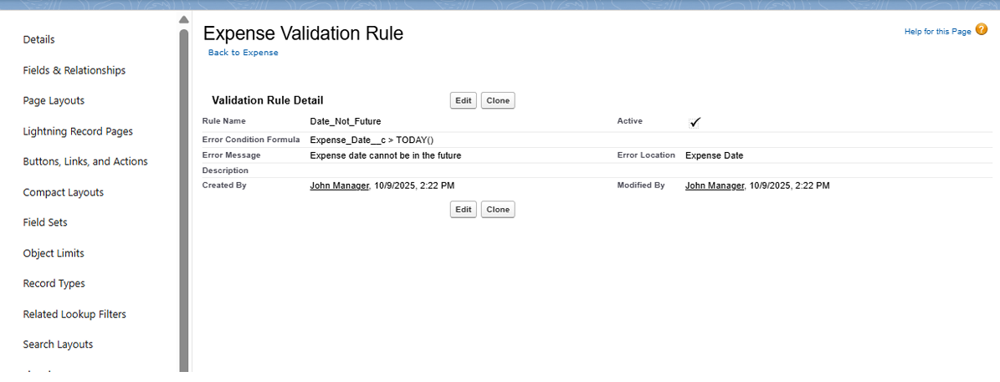 Details
Fields & Relationships
Page Layouts
Lightning Record Pages
Buttons, Links, and Actions
Compact Layouts
Field Sets
Object Limits
Record Types
Related Lookup Filters
Search Layouts
Expense Validation Rule
Help for this Page ?
Back to Expense
Validation Rule Detail Edit Clone
Rule Name Date_Not_Future Active
Error Condition Formula Expense_Date__c > TODAY()
Error Message Expense date cannot be in the future Error Location Expense Date
Description
Created By John Manager, 10/9/2025, 2:22 PM Modified By John Manager, 10/9/2025, 2:22 PM
Edit Clone